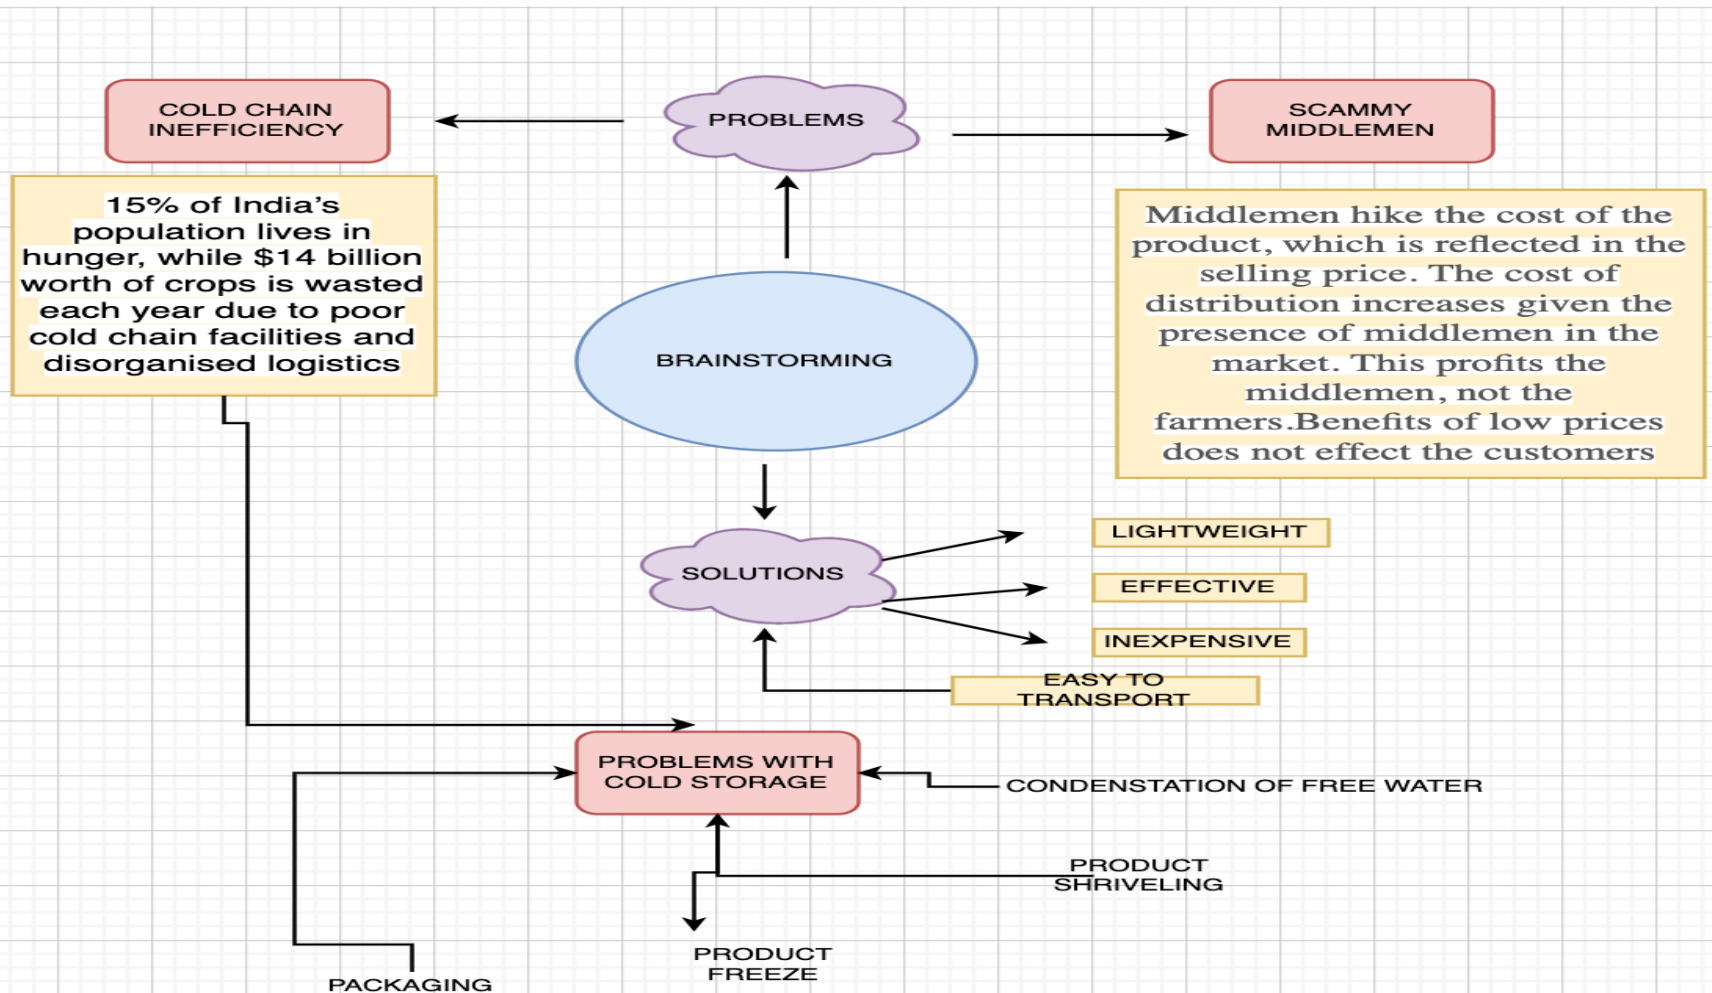 COLD CHAIN
INEFFICIENCY
PROBLEMS
SCAMMY
MIDDLEMEN
15% of India's
population lives in
hunger, while $14 billion
worth of crops is wasted
each year due to poor
cold chain facilities and
disorganised logistics
Middlemen hike the cost of the
product, which is reflected in the
selling price. The cost of
distribution increases given the
presence of middlemen in the
market. This profits the
middlemen, not the
farmers.Benefits of low prices
does not effect the customers
BRAINSTORMING
SOLUTIONS
LIGHTWEIGHT
EFFECTIVE
INEXPENSIVE
EASY TO
TRANSPORT
PROBLEMS WITH
COLD STORAGE
CONDENSTATION OF FREE WATER
PRODUCT
SHRIVELING
PRODUCT
FREEZE
PACKAGING